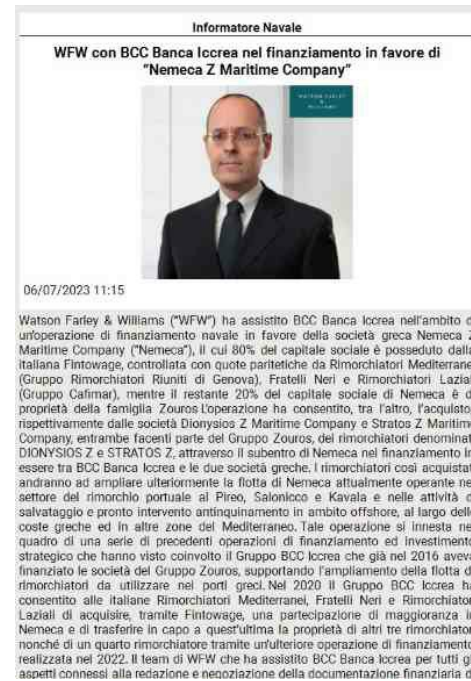 Informatore Navale
WFW con BCC Banca Iccrea nel finanziamento in favore di
"Nemeca Z Maritime Company"
WATSON FARLEY
&
WILLIAMS
06/07/2023 11:15
Watson Farley & Williams ("WFW") ha assistito BCC Banca Iccrea nell'ambito d
un'operazione di finanziamento navale in favore della società greca Nemeca Z
Maritime Company ("Nemeca"), il cui 80% del capitale sociale è posseduto dalla
italiana Fintowage, controllata con quote paritetiche da Rimorchiatori Mediterrane
(Gruppo Rimorchiatori Riuniti di Genova), Fratelli Neri e Rimorchiatori Lazial
(Gruppo Cafimar), mentre il restante 20% del capitale sociale di Nemeca è d
proprietà della famiglia Zouros L'operazione ha consentito, tra l'altro, l'acquisto,
rispettivamente dalle società Dionysios Z Maritime Company e Stratos Z Maritime
Company, entrambe facenti parte del Gruppo Zouros, dei rimorchiatori denominat
DIONYSIOS Z e STRATOS Z, attraverso il subentro di Nemeca nel finanziamento in
essere tra BCC Banca Iccrea e le due società greche. I rimorchiatori così acquistat
andranno ad ampliare ulteriormente la flotta di Nemeca attualmente operante nel
settore del rimorchio portuale al Pireo, Salonicco e Kavala e nelle attività d
salvataggio e pronto intervento antinquinamento in ambito offshore, al largo delle
coste greche ed in altre zone del Mediterraneo. Tale operazione si innesta nel
quadro di una serie di precedenti operazioni di finanziamento ed investimento
strategico che hanno visto coinvolto il Gruppo BCC Iccrea che già nel 2016 aveva
finanziato le società del Gruppo Zouros, supportando l'ampliamento della flotta d
rimorchiatori da utilizzare nei porti greci. Nel 2020 il Gruppo BCC Iccrea ha
consentito alle italiane Rimorchiatori Mediterranei, Fratelli Neri e Rimorchiator
Laziali di acquisire, tramite Fintowage, una partecipazione di maggioranza in
Nemeca e di trasferire in capo a quest'ultima la proprietà di altri tre rimorchiator
nonché di un quarto rimorchiatore tramite un'ulteriore operazione di finanziamento
realizzata nel 2022. Il team di WFW che ha assistito BCC Banca Iccrea per tutti gl
aspetti connessi alla redazione e negoziazione della documentazione finanziaria e